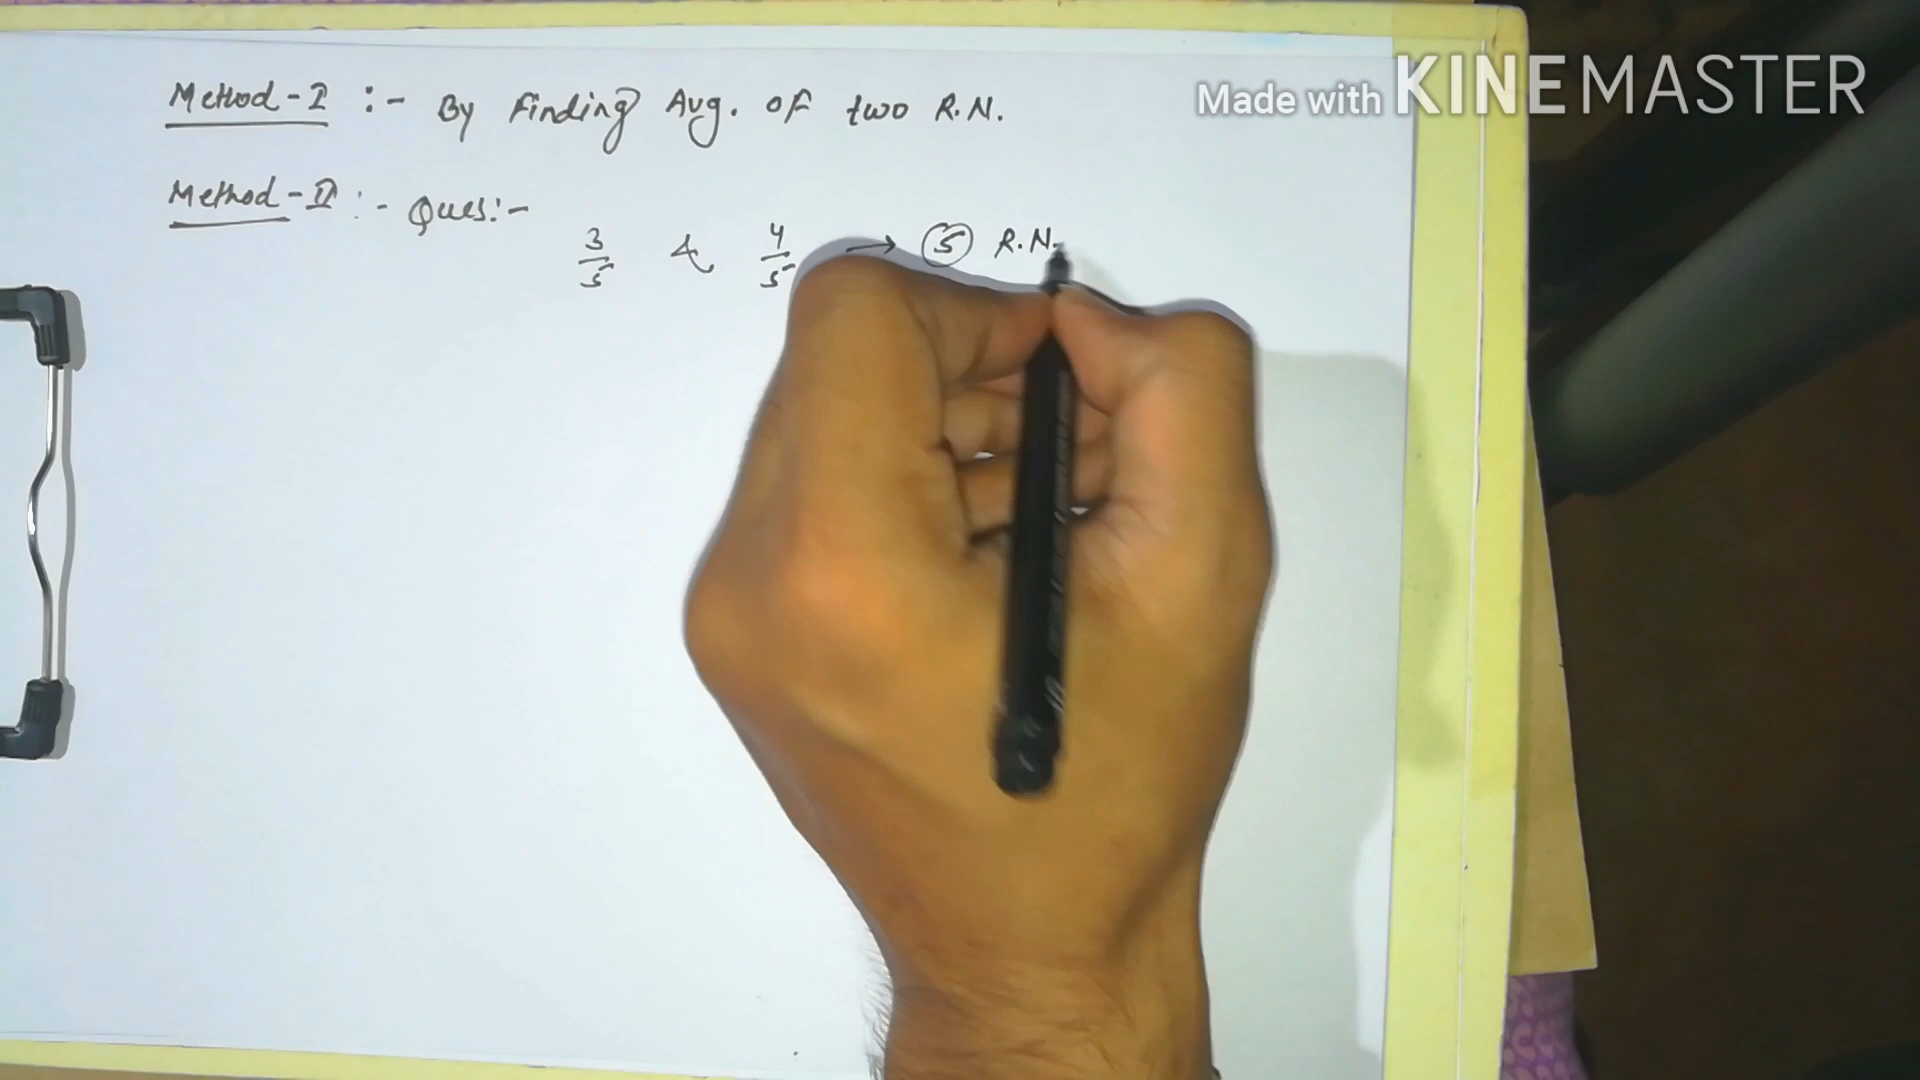 Made with KINEMASTER
Method-I :- By Finding Avg. of two R.N.
Method-II :- Ques:-
3/5 & 4/5 → 5 R.N.